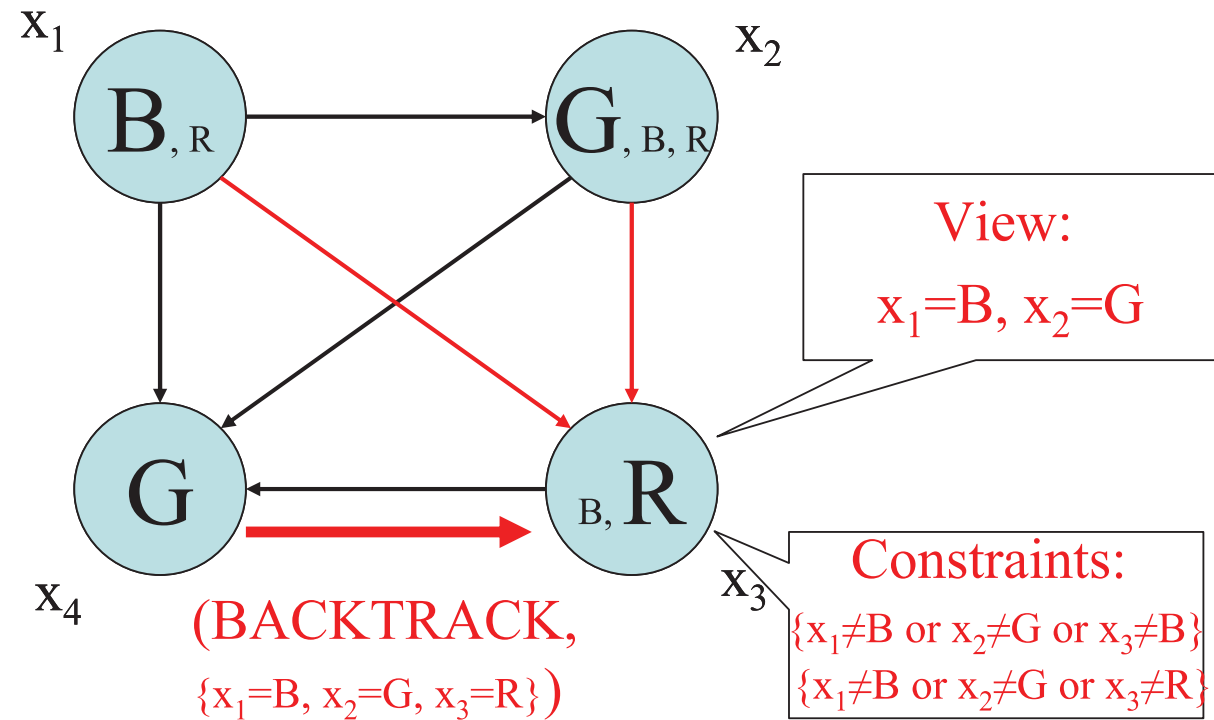 x₁
x₂
B, R
G, B, R
View:
x₁=B, x₂=G
G
B, R
x₄
x₃
(BACKTRACK,
{x₁=B, x₂=G, x₃=R})
Constraints:
{x₁≠B or x₂≠G or x₃≠B}
{x₁≠B or x₂≠G or x₃≠R}